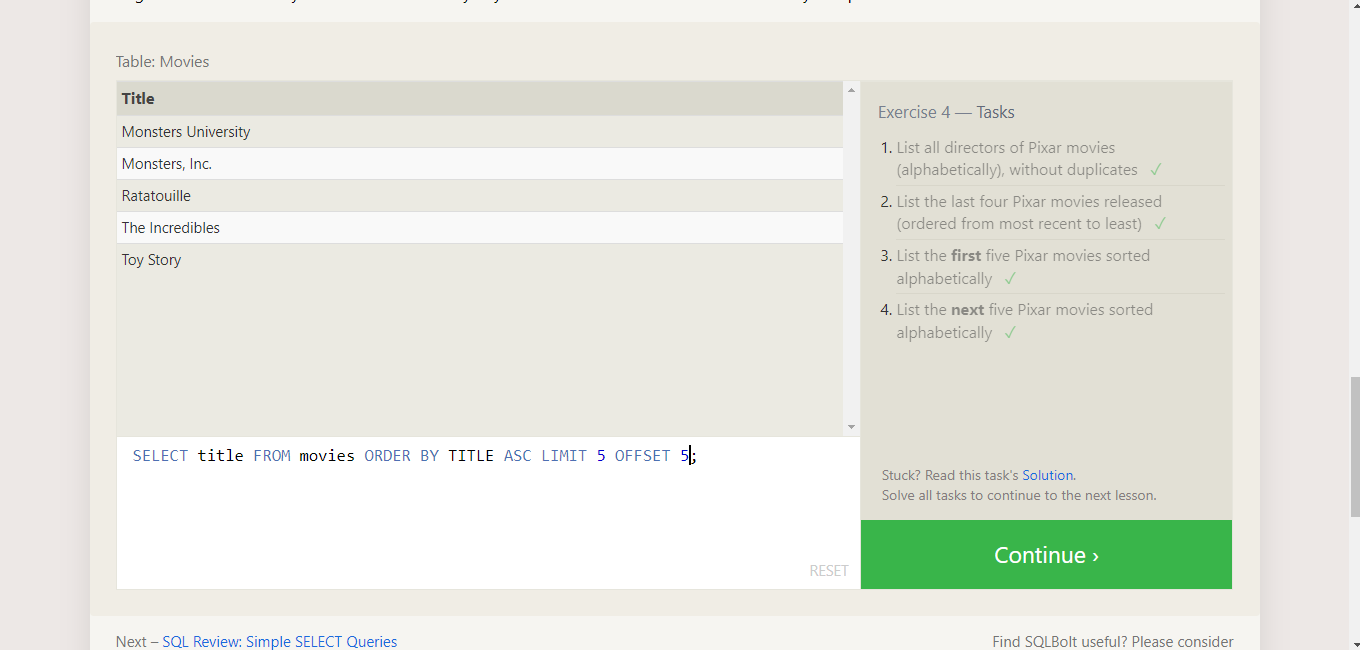 Table: Movies
Title
Monsters University
Monsters, Inc.
Ratatouille
The Incredibles
Toy Story
SELECT title FROM movies ORDER BY TITLE ASC LIMIT 5 OFFSET 5;
RESET
Exercise 4 — Tasks
1. List all directors of Pixar movies
(alphabetically), without duplicates ✓
2. List the last four Pixar movies released
(ordered from most recent to least) ✓
3. List the first five Pixar movies sorted
alphabetically ✓
4. List the next five Pixar movies sorted
alphabetically ✓
Stuck? Read this task's Solution.
Solve all tasks to continue to the next lesson.
Continue ›
Next – SQL Review: Simple SELECT Queries
Find SQLBolt useful? Please consider